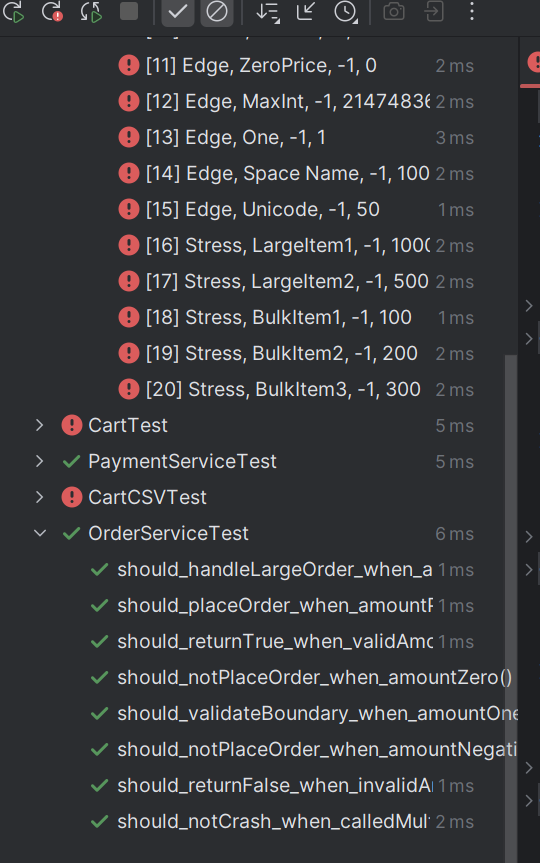 [11] Edge, ZeroPrice, -1, 0 2 ms
[12] Edge, MaxInt, -1, 21474836 2 ms
[13] Edge, One, -1, 1 3 ms
[14] Edge, Space Name, -1, 100 2 ms
[15] Edge, Unicode, -1, 50 1 ms
[16] Stress, LargeItem1, -1, 1000 2 ms
[17] Stress, LargeItem2, -1, 500 2 ms
[18] Stress, BulkItem1, -1, 100 1 ms
[19] Stress, BulkItem2, -1, 200 2 ms
[20] Stress, BulkItem3, -1, 300 2 ms
CartTest 5 ms
PaymentServiceTest 5 ms
CartCSVTest
OrderServiceTest 6 ms
should_handleLargeOrder_when_a 1 ms
should_placeOrder_when_amountP 1 ms
should_returnTrue_when_validAmo 1 ms
should_notPlaceOrder_when_amountZero()
should_validateBoundary_when_amountOne
should_notPlaceOrder_when_amountNegati
should_returnFalse_when_invalidA 1 ms
should_notCrash_when_calledMul 2 ms